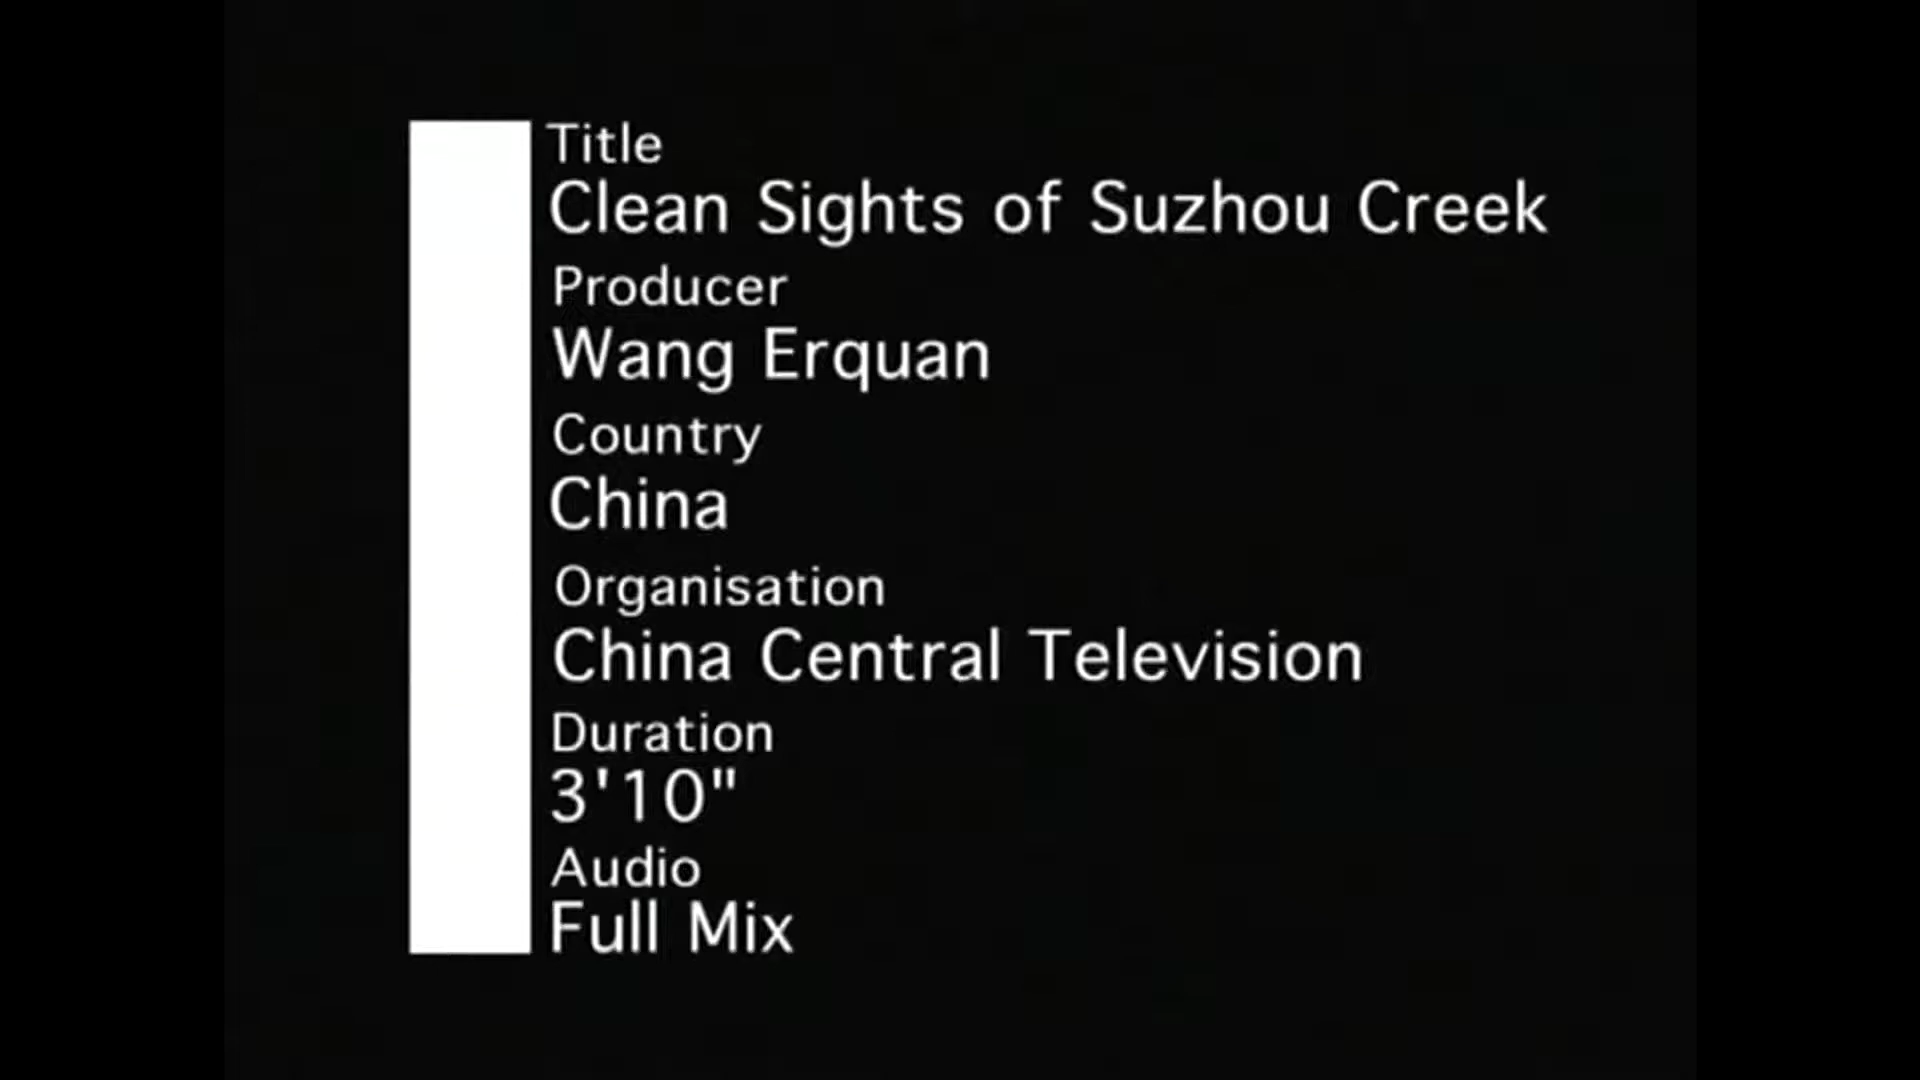 Title
Clean Sights of Suzhou Creek
Producer
Wang Erquan
Country
China
Organisation
China Central Television
Duration
3'10"
Audio
Full Mix